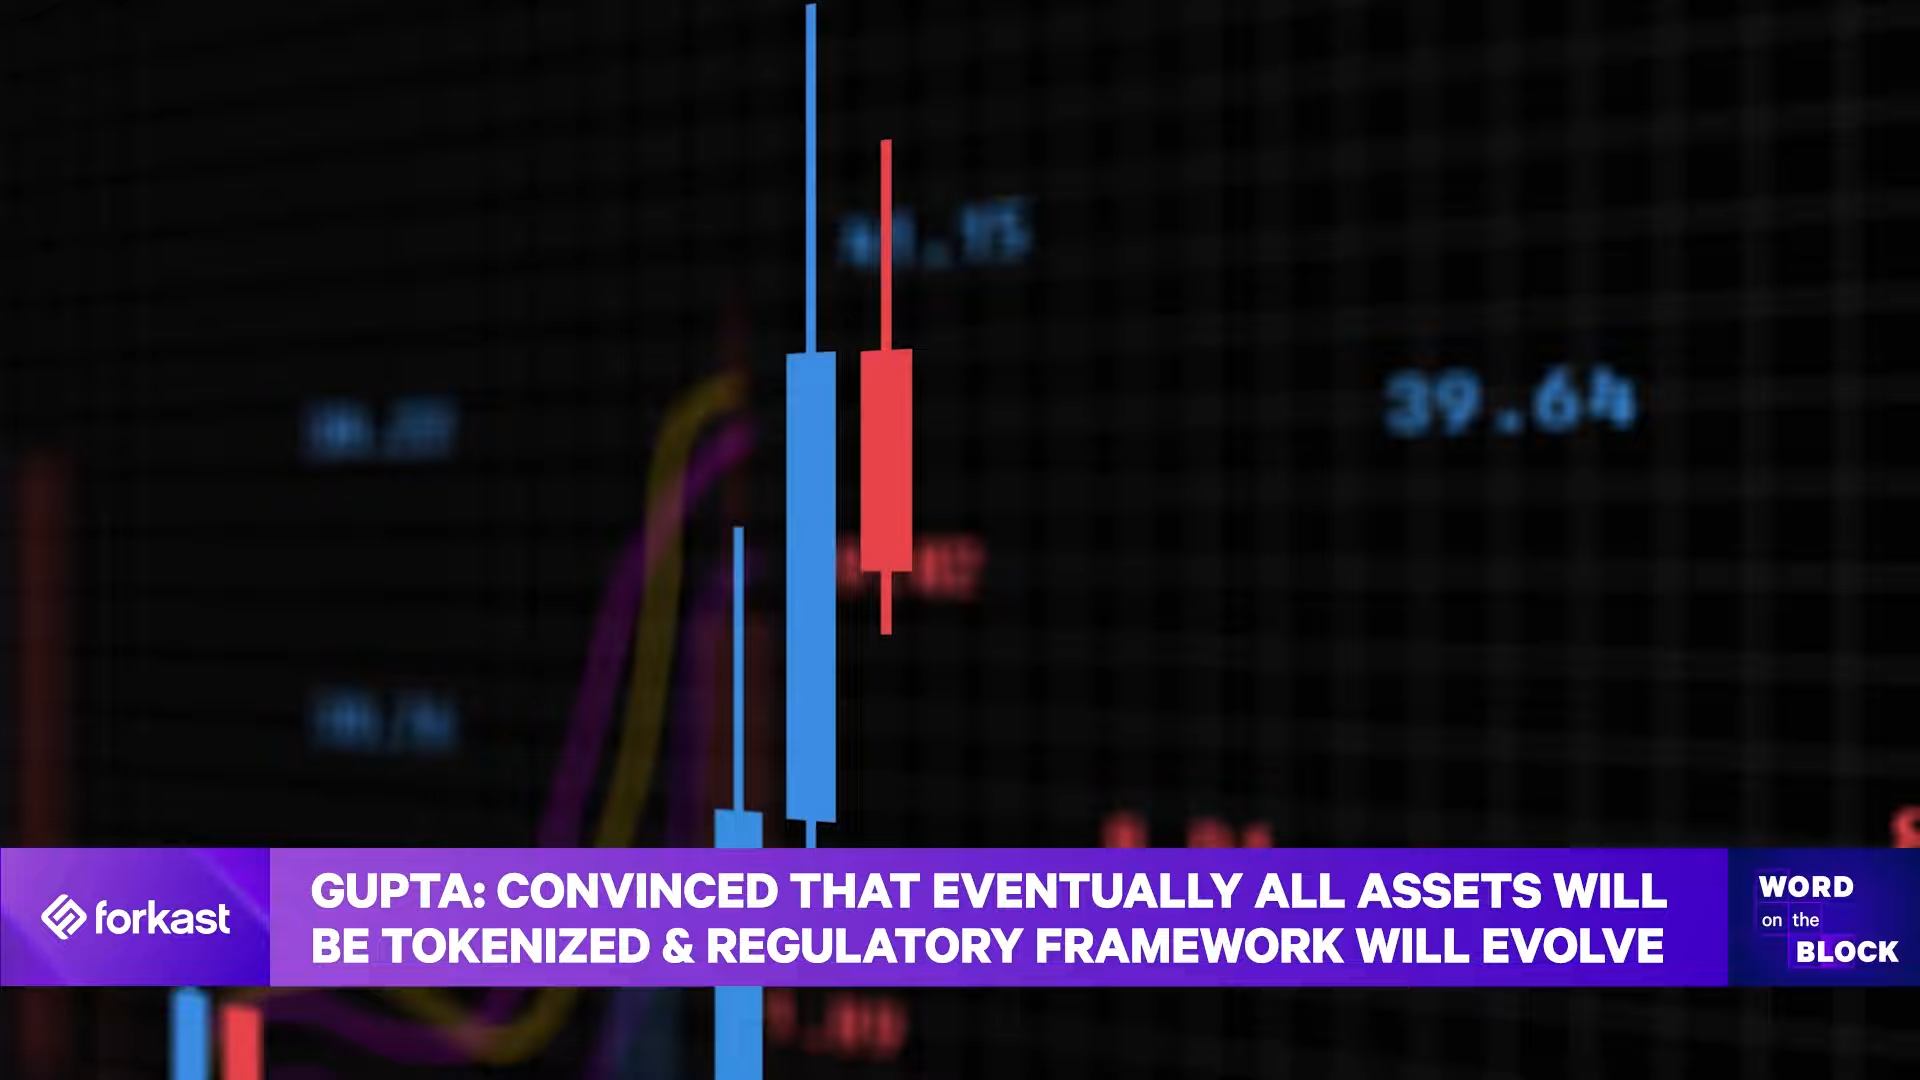 39.64
forkast
GUPTA: CONVINCED THAT EVENTUALLY ALL ASSETS WILL
BE TOKENIZED & REGULATORY FRAMEWORK WILL EVOLVE
WORD
on the
BLOCK